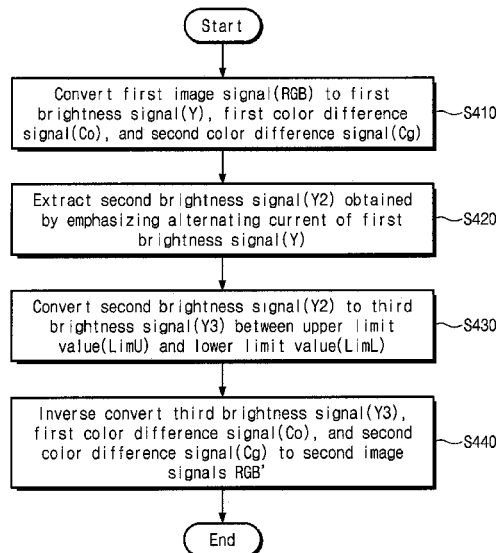 Start
Convert first image signal(RGB) to first
brightness signal(Y), first color difference
signal(Co), and second color difference signal(Cg)
S410
Extract second brightness signal(Y2) obtained
by emphasizing alternating current of first
brightness signal(Y)
S420
Convert second brightness signal(Y2) to third
brightness signal(Y3) between upper limit
value(LimU) and lower limit value(LimL)
S430
Inverse convert third brightness signal(Y3),
first color difference signal(Co), and second
color difference signal(Cg) to second image
signals RGB'
S440
End